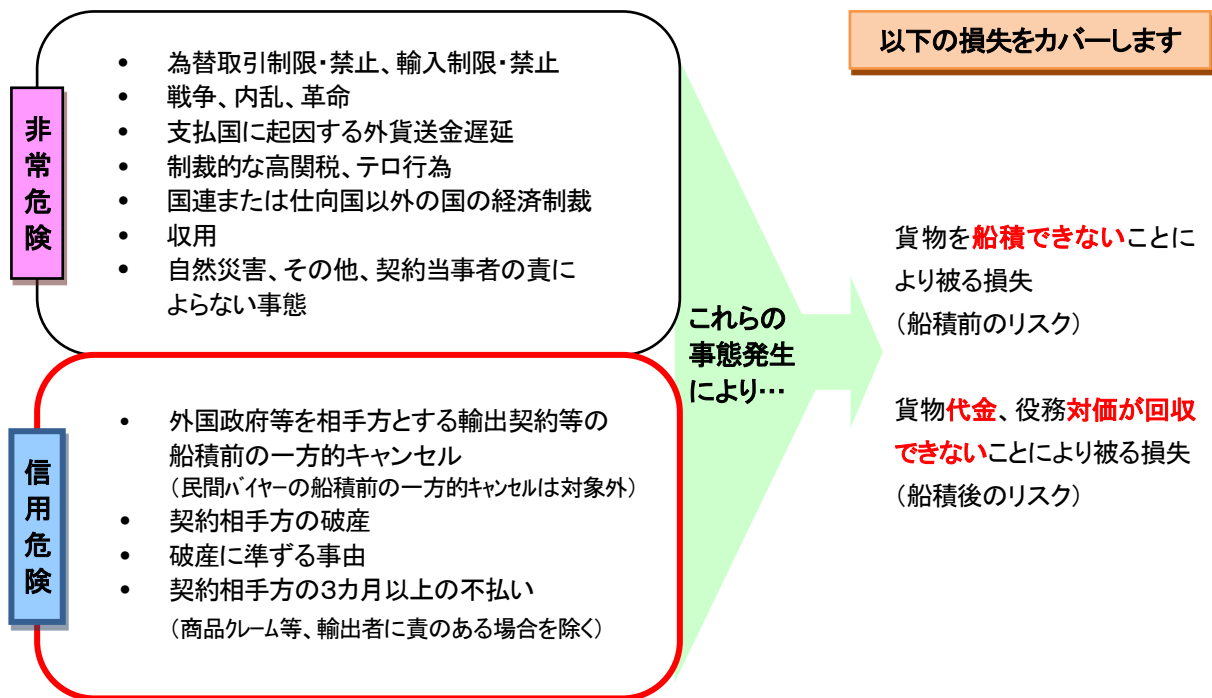 非常危険
• 為替取引制限・禁止、輸入制限・禁止
• 戦争、内乱、革命
• 支払国に起因する外貨送金遅延
• 制裁的な高関税、テロ行為
• 国連または仕向国以外の国の経済制裁
• 収用
• 自然災害、その他、契約当事者の責に
よらない事態
信用危険
• 外国政府等を相手方とする輸出契約等の
船積前の一方的キャンセル
（民間ﾊﾞｲﾔｰの船積前の一方的ｷｬﾝｾﾙは対象外）
• 契約相手方の破産
• 破産に準ずる事由
• 契約相手方の３カ月以上の不払い
（商品ｸﾚｰﾑ等、輸出者に責のある場合を除く）
これらの
事態発生
により…
以下の損失をカバーします
貨物を船積できないことに
より被る損失
（船積前のリスク）
貨物代金、役務対価が回収
できないことにより被る損失
（船積後のリスク）